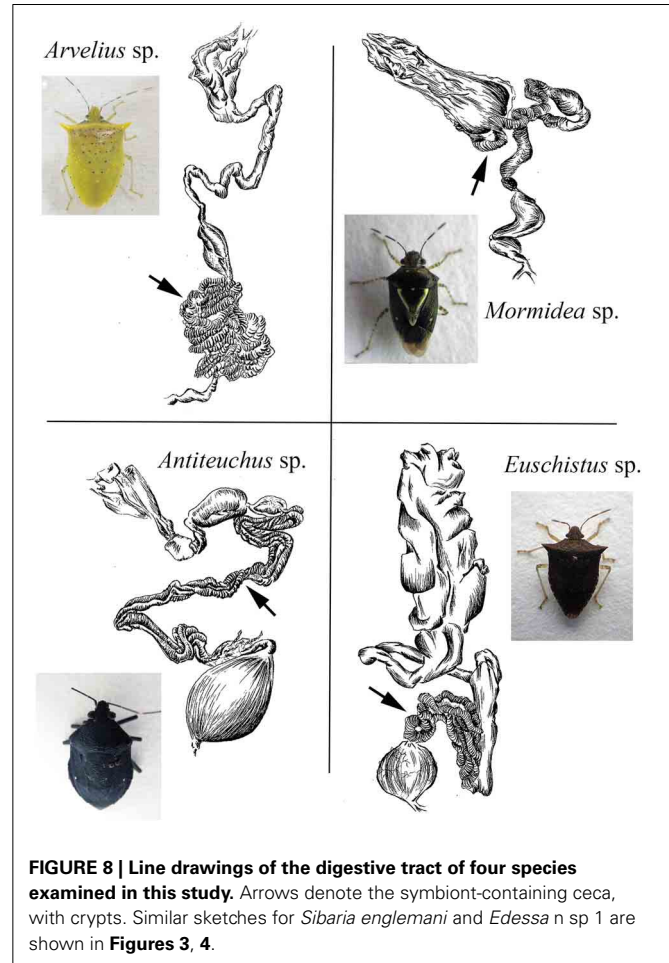 Arvelius sp.
Mormidea sp.
Antiteuchus sp.
Euschistus sp.
FIGURE 8 | Line drawings of the digestive tract of four species
examined in this study. Arrows denote the symbiont-containing ceca,
with crypts. Similar sketches for Sibaria englemani and Edessa n sp 1 are
shown in Figures 3, 4.